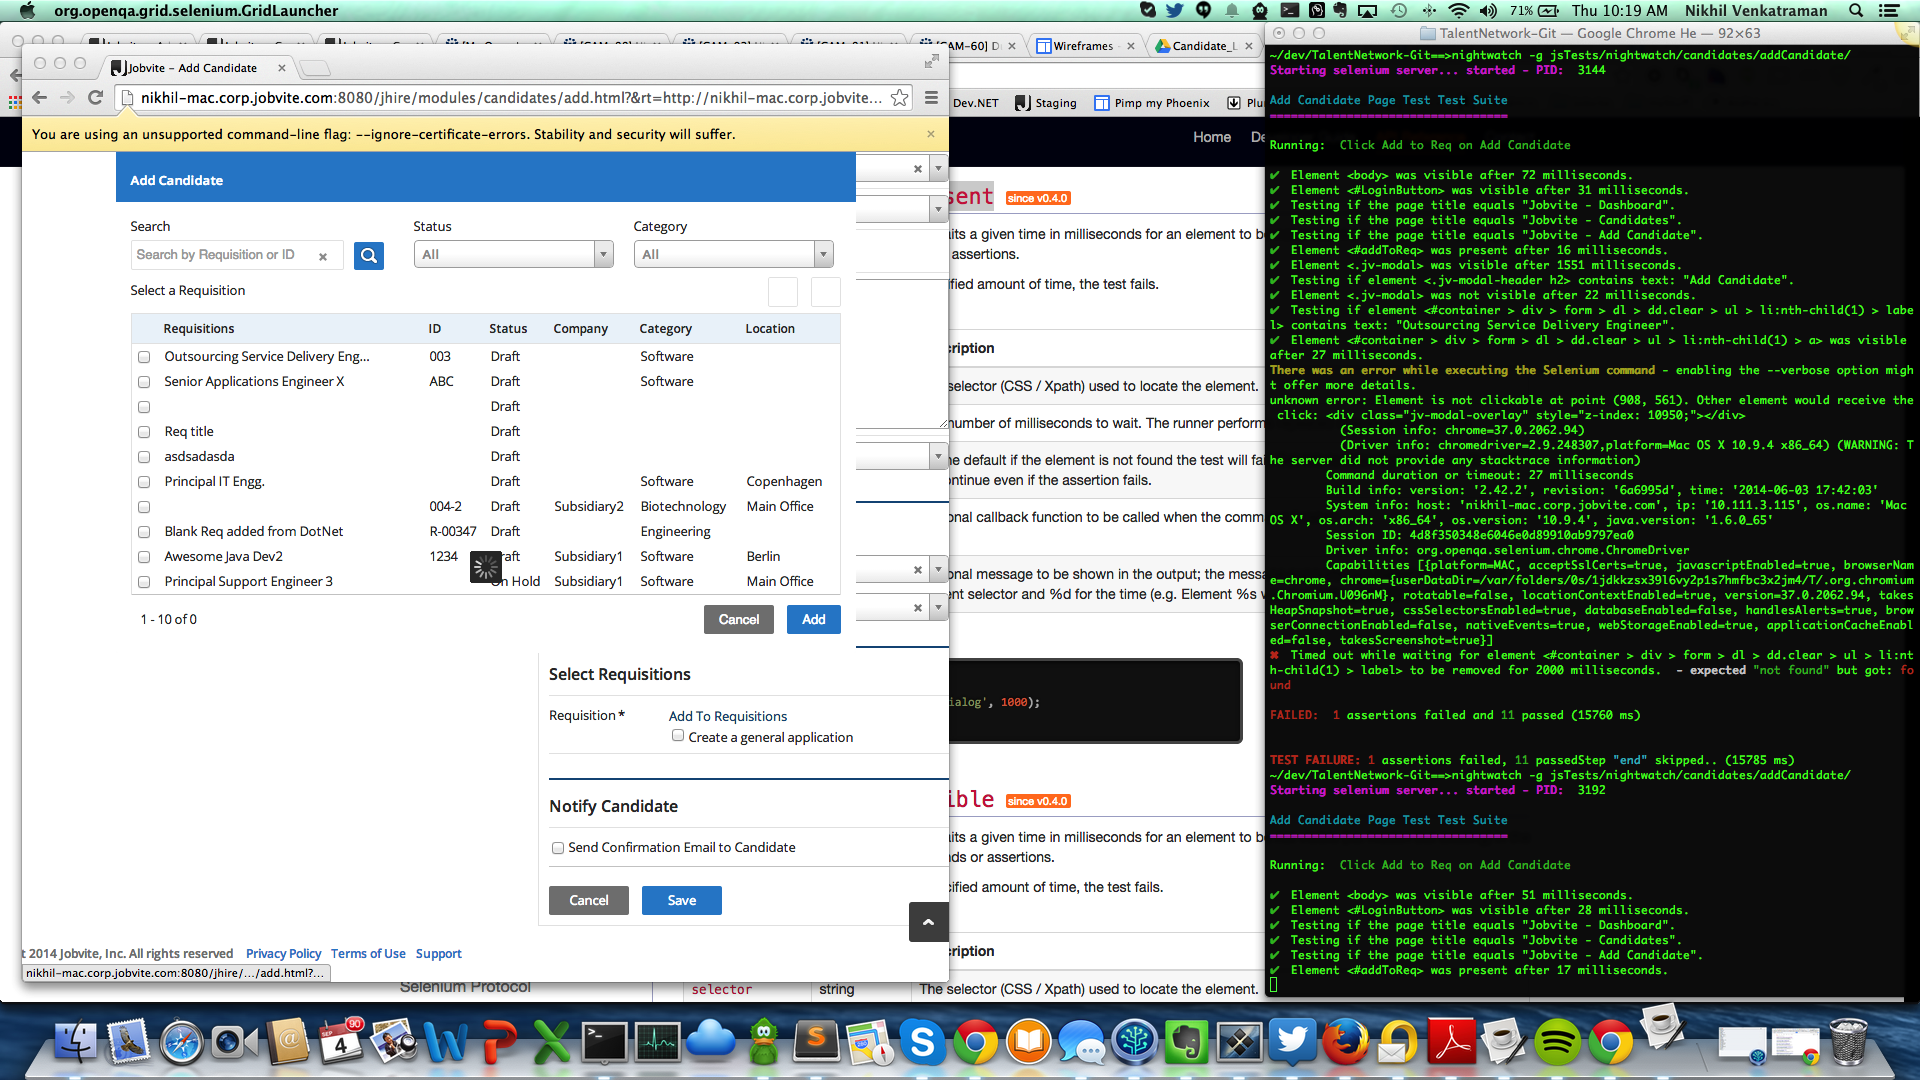 org.openqa.grid.selenium.GridLauncher
71%
Thu 10:19 AM
Nikhil Venkatraman
[CAM-60] D
Wireframes -
Candidate_L
Jobvite - Add Candidate
nikhil-mac.corp.jobvite.com:8080/jhire/modules/candidates/add.html?&rt=http://nikhil-mac.corp.jobvite...
You are using an unsupported command-line flag: --ignore-certificate-errors. Stability and security will suffer.
Dev.NET
Staging
Pimp my Phoenix
Plu
Home
De
Add Candidate
Search
Status
Category
Search by Requisition or ID
All
All
Select a Requisition
Requisitions ID Status Company Category Location
Outsourcing Service Delivery Eng... 003 Draft Software
Senior Applications Engineer X ABC Draft Software
Draft
Req title Draft
asdsadasda Draft
Principal IT Engg. Draft Software Copenhagen
004-2 Draft Subsidiary2 Biotechnology Main Office
Blank Req added from DotNet R-00347 Draft Engineering
Awesome Java Dev2 1234 raft Subsidiary1 Software Berlin
Principal Support Engineer 3 n Hold Subsidiary1 Software Main Office
1 - 10 of 0
Cancel
Add
Select Requisitions
Requisition *
Add To Requisitions
Create a general application
Notify Candidate
Send Confirmation Email to Candidate
Cancel
Save
t 2014 Jobvite, Inc. All rights reserved Privacy Policy Terms of Use Support
nikhil-mac.corp.jobvite.com:8080/jhire/.../add.html?...
sent since v0.4.0
its a given time in milliseconds for an element to b
assertions.
fied amount of time, the test fails.
cription
selector (CSS / Xpath) used to locate the element.
number of milliseconds to wait. The runner perform
e default if the element is not found the test will fai
ntinue even if the assertion fails.
onal callback function to be called when the comm
onal message to be shown in the output; the messa
nt selector and %d for the time (e.g. Element %s w
ialog', 1000);
ible since v0.4.0
its a given time in milliseconds for an element to b
ds or assertions.
cified amount of time, the test fails.
cription
Selenium Protocol
selector string The selector (CSS / Xpath) used to locate the element.
TalentNetwork-Git — Google Chrome He — 92×63
~/dev/TalentNetwork-Git==>nightwatch -g jsTests/nightwatch/candidates/addCandidate/
Starting selenium server... started - PID:  3144
Add Candidate Page Test Test Suite
==================================
Running:  Click Add to Req on Add Candidate
✔  Element <body> was visible after 72 milliseconds.
✔  Element <#LoginButton> was visible after 31 milliseconds.
✔  Testing if the page title equals "Jobvite - Dashboard".
✔  Testing if the page title equals "Jobvite - Candidates".
✔  Testing if the page title equals "Jobvite - Add Candidate".
✔  Element <#addToReq> was present after 16 milliseconds.
✔  Element <.jv-modal> was visible after 1551 milliseconds.
✔  Testing if element <.jv-modal-header h2> contains text: "Add Candidate".
✔  Element <.jv-modal> was not visible after 22 milliseconds.
✔  Testing if element <#container > div > form > dl > dd.clear > ul > li:nth-child(1) > labe
l> contains text: "Outsourcing Service Delivery Engineer".
✔  Element <#container > div > form > dl > dd.clear > ul > li:nth-child(1) > a> was visible
after 27 milliseconds.
There was an error while executing the Selenium command - enabling the --verbose option migh
t offer more details.
unknown error: Element is not clickable at point (908, 561). Other element would receive the
click: <div class="jv-modal-overlay" style="z-index: 10950;"></div>
(Session info: chrome=37.0.2062.94)
(Driver info: chromedriver=2.9.248307,platform=Mac OS X 10.9.4 x86_64) (WARNING: T
he server did not provide any stacktrace information)
Command duration or timeout: 27 milliseconds
Build info: version: '2.42.2', revision: '6a6995d', time: '2014-06-03 17:42:03'
System info: host: 'nikhil-mac.corp.jobvite.com', ip: '10.111.3.115', os.name: 'Mac
OS X', os.arch: 'x86_64', os.version: '10.9.4', java.version: '1.6.0_65'
Session ID: 4d8f350348e6046e0d89910ab9797ea0
Driver info: org.openqa.selenium.chrome.ChromeDriver
Capabilities [{platform=MAC, acceptSslCerts=true, javascriptEnabled=true, browserNam
e=chrome, chrome={userDataDir=/var/folders/0s/1jdkkzsx39l6vy2p1s7hmfbc3x2jm4/T/.org.chromium
.Chromium.U096nM}, rotatable=false, locationContextEnabled=true, version=37.0.2062.94, takes
HeapSnapshot=true, cssSelectorsEnabled=true, databaseEnabled=false, handlesAlerts=true, brow
serConnectionEnabled=false, nativeEvents=true, webStorageEnabled=true, applicationCacheEnabl
ed=false, takesScreenshot=true}]
✖  Timed out while waiting for element <#container > div > form > dl > dd.clear > ul > li:nt
h-child(1) > label> to be removed for 2000 milliseconds.  - expected "not found" but got: fo
und
FAILED:  1 assertions failed and 11 passed (15760 ms)
TEST FAILURE: 1 assertions failed, 11 passedStep "end" skipped.. (15785 ms)
~/dev/TalentNetwork-Git==>nightwatch -g jsTests/nightwatch/candidates/addCandidate/
Starting selenium server... started - PID:  3192
Add Candidate Page Test Test Suite
==================================
Running:  Click Add to Req on Add Candidate
✔  Element <body> was visible after 51 milliseconds.
✔  Element <#LoginButton> was visible after 28 milliseconds.
✔  Testing if the page title equals "Jobvite - Dashboard".
✔  Testing if the page title equals "Jobvite - Candidates".
✔  Testing if the page title equals "Jobvite - Add Candidate".
✔  Element <#addToReq> was present after 17 milliseconds.
SEP
4
90